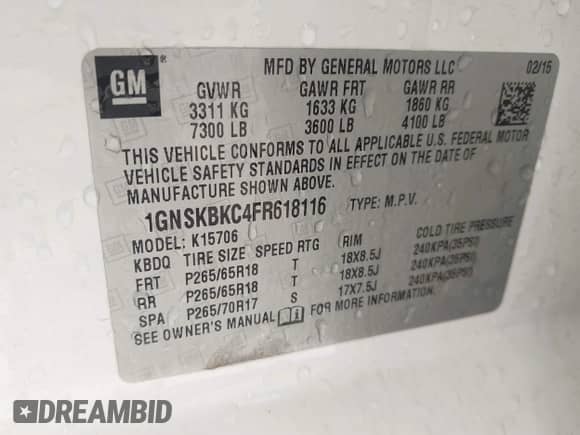 GM ®
MFD BY GENERAL MOTORS LLC 02/15
GVWR GAWR FRT GAWR RR
3311 KG 1633 KG 1860 KG
7300 LB 3600 LB 4100 LB
THIS VEHICLE CONFORMS TO ALL APPLICABLE U.S. FEDERAL MOTOR
VEHICLE SAFETY STANDARDS IN EFFECT ON THE DATE OF
MANUFACTURE SHOWN ABOVE.
1GNSKBKC4FR618116 TYPE: M.P.V.
MODEL: K15706
KBDQ TIRE SIZE SPEED RTG RIM COLD TIRE PRESSURE
FRT P265/65R18 T 18X8.5J 240KPA(35PSI)
RR P265/65R18 T 18X8.5J 240KPA(35PSI)
SPA P265/70R17 S 17X7.5J 240KPA(35PSI)
SEE OWNER'S MANUAL FOR MORE INFORMATION.
DREAMBID